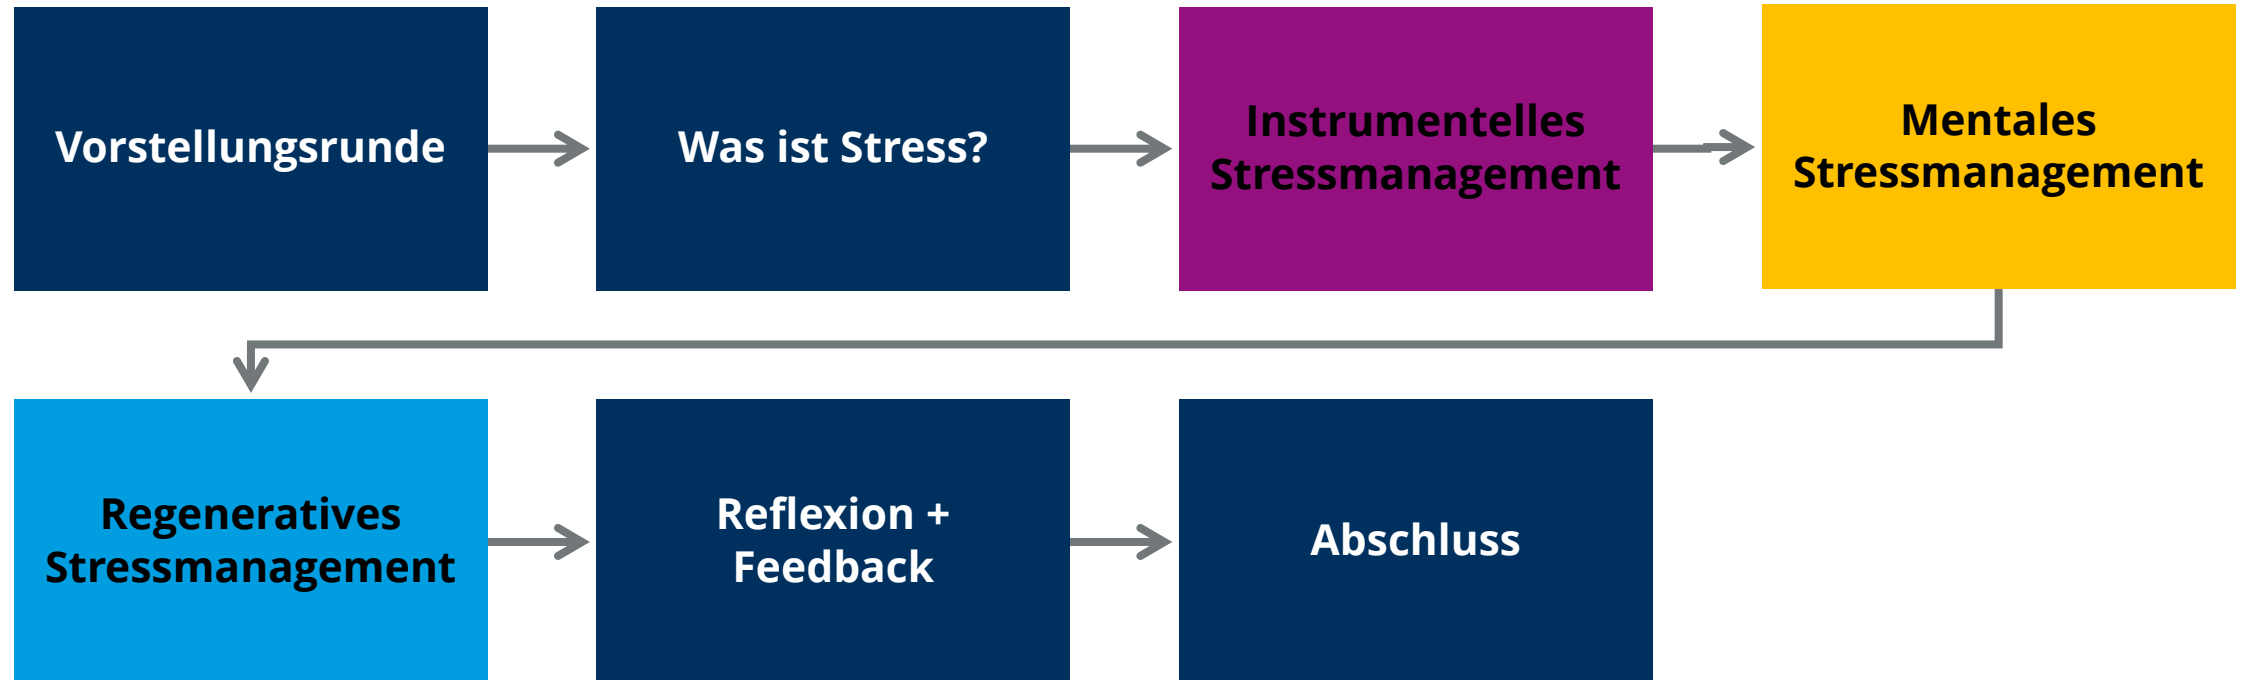 Vorstellungsrunde
Was ist Stress?
Instrumentelles
Stressmanagement
Mentales
Stressmanagement
Regeneratives
Stressmanagement
Reflexion +
Feedback
Abschluss